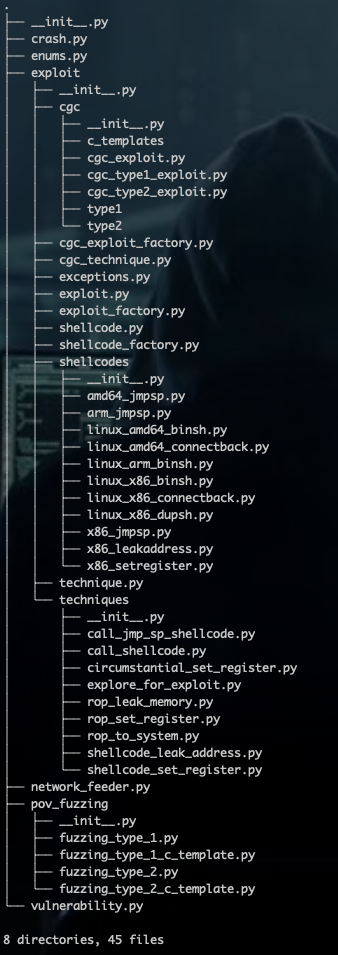 .
├── __init__.py
├── crash.py
├── enums.py
├── exploit
│   ├── __init__.py
│   ├── cgc
│   │   ├── __init__.py
│   │   ├── c_templates
│   │   ├── cgc_exploit.py
│   │   ├── cgc_type1_exploit.py
│   │   ├── cgc_type2_exploit.py
│   │   ├── type1
│   │   └── type2
│   ├── cgc_exploit_factory.py
│   ├── cgc_technique.py
│   ├── exceptions.py
│   ├── exploit.py
│   ├── exploit_factory.py
│   ├── shellcode.py
│   ├── shellcode_factory.py
│   ├── shellcodes
│   │   ├── __init__.py
│   │   ├── amd64_jmpsp.py
│   │   ├── arm_jmpsp.py
│   │   ├── linux_amd64_binsh.py
│   │   ├── linux_amd64_connectback.py
│   │   ├── linux_arm_binsh.py
│   │   ├── linux_x86_binsh.py
│   │   ├── linux_x86_connectback.py
│   │   ├── linux_x86_dupsh.py
│   │   ├── x86_jmpsp.py
│   │   ├── x86_leakaddress.py
│   │   └── x86_setregister.py
│   ├── technique.py
│   └── techniques
│       ├── __init__.py
│       ├── call_jmp_sp_shellcode.py
│       ├── call_shellcode.py
│       ├── circumstantial_set_register.py
│       ├── explore_for_exploit.py
│       ├── rop_leak_memory.py
│       ├── rop_set_register.py
│       ├── rop_to_system.py
│       ├── shellcode_leak_address.py
│       └── shellcode_set_register.py
├── network_feeder.py
├── pov_fuzzing
│   ├── __init__.py
│   ├── fuzzing_type_1.py
│   ├── fuzzing_type_1_c_template.py
│   ├── fuzzing_type_2.py
│   └── fuzzing_type_2_c_template.py
└── vulnerability.py
8 directories, 45 files